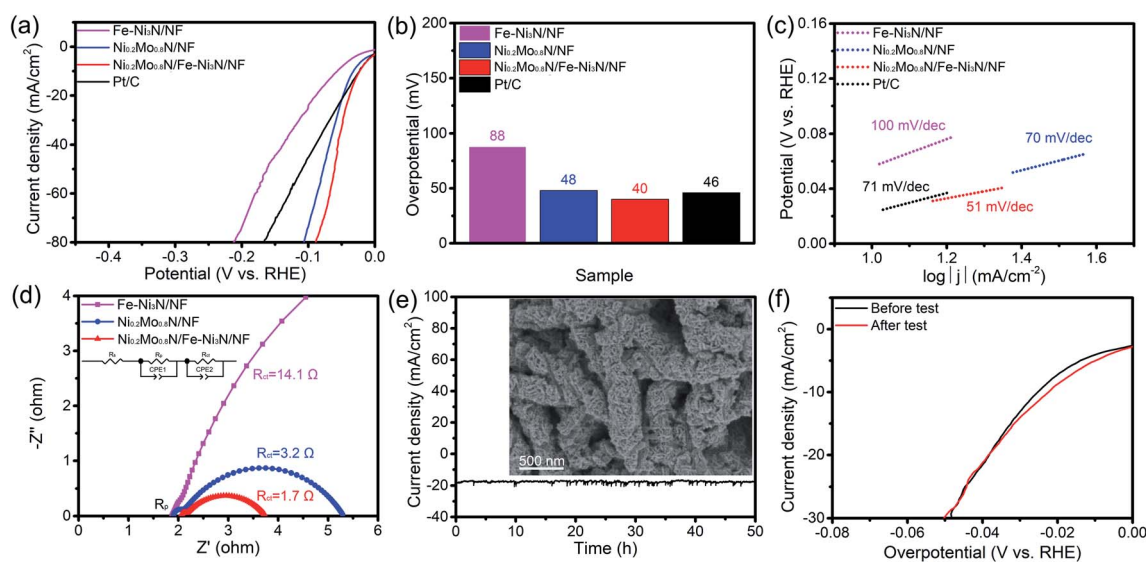 (a)
Fe-Ni₃N/NF
Ni₀.₂Mo₀.₈N/NF
Ni₀.₂Mo₀.₈N/Fe-Ni₃N/NF
Pt/C
Current density (mA/cm²)
0
-20
-40
-60
-80
-0.4
-0.3
-0.2
-0.1
0.0
Potential (V vs. RHE)
(b)
Fe-Ni₃N/NF
Ni₀.₂Mo₀.₈N/NF
Ni₀.₂Mo₀.₈N/Fe-Ni₃N/NF
Pt/C
Overpotential (mV)
200
150
100
50
0
88
48
40
46
Sample
(c)
Fe-Ni₃N/NF
Ni₀.₂Mo₀.₈N/NF
Ni₀.₂Mo₀.₈N/Fe-Ni₃N/NF
Pt/C
Potential (V vs. RHE)
0.16
0.12
0.08
0.04
0.00
100 mV/dec
70 mV/dec
71 mV/dec
51 mV/dec
1.0
1.2
1.4
1.6
log|j| (mA/cm⁻²)
(d)
Fe-Ni₃N/NF
Ni₀.₂Mo₀.₈N/NF
Ni₀.₂Mo₀.₈N/Fe-Ni₃N/NF
-Z" (ohm)
4
3
2
1
0
Rs
Rp
Rct
CPE1
CPE2
Rct=14.1 Ω
Rct=3.2 Ω
Rct=1.7 Ω
Rp
0
1
2
3
4
5
6
Z' (ohm)
(e)
Current density (mA/cm²)
100
80
60
40
20
0
-20
-40
500 nm
0
10
20
30
40
50
Time (h)
(f)
Before test
After test
Current density (mA/cm²)
0
-10
-20
-30
-0.06
-0.04
-0.02
0.00
Overpotential (V vs. RHE)